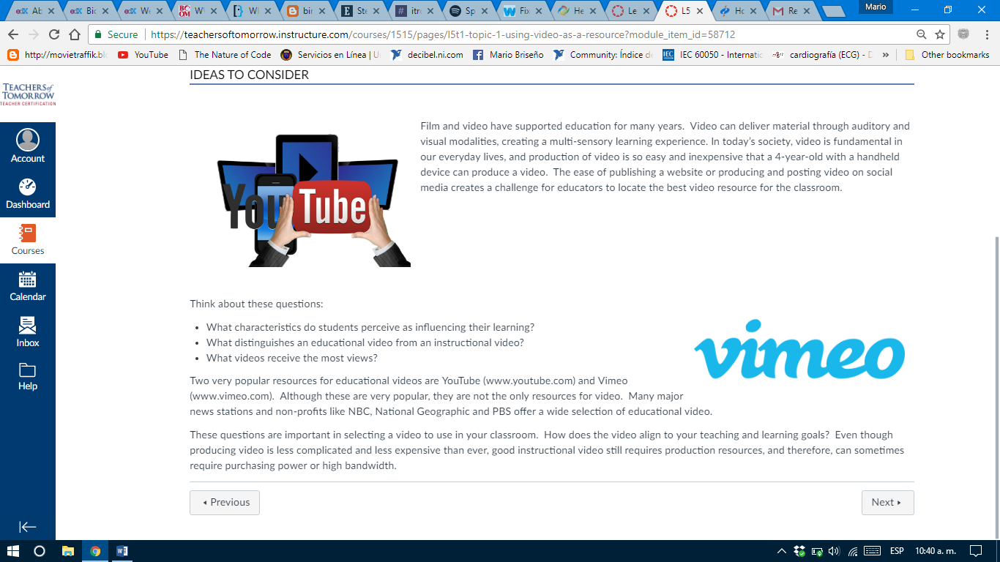 Ab
Bic
We
BC OM
Wl
Wl
bir
Ste
itr
Sp
Fix
He
Le
L5
Ho
Re
Mario
Secure
https://teachersoftomorrow.instructure.com/courses/1515/pages/l5t1-topic-1-using-video-as-a-resource?module_item_id=58712
http://movietraffik.bl
YouTube
The Nature of Code
Servicios en Línea | U
decibel.ni.com
Mario Briseño
Community: Índice de
IEC 60050 - Internatic
cardiografía (ECG) - D
»
Other bookmarks
TEACHERS of
TOMORROW
TEACHER CERTIFICATION
Account
Dashboard
Courses
Calendar
Inbox
Help
IDEAS TO CONSIDER
YouTube
Film and video have supported education for many years. Video can deliver material through auditory and
visual modalities, creating a multi-sensory learning experience. In today's society, video is fundamental in
our everyday lives, and production of video is so easy and inexpensive that a 4-year-old with a handheld
device can produce a video. The ease of publishing a website or producing and posting video on social
media creates a challenge for educators to locate the best video resource for the classroom.
Think about these questions:
• What characteristics do students perceive as influencing their learning?
• What distinguishes an educational video from an instructional video?
• What videos receive the most views?
vimeo
Two very popular resources for educational videos are YouTube (www.youtube.com) and Vimeo
(www.vimeo.com). Although these are very popular, they are not the only resources for video. Many major
news stations and non-profits like NBC, National Geographic and PBS offer a wide selection of educational video.
These questions are important in selecting a video to use in your classroom. How does the video align to your teaching and learning goals? Even though
producing video is less complicated and less expensive than ever, good instructional video still requires production resources, and therefore, can sometimes
require purchasing power or high bandwidth.
Previous
Next
ESP
10:40 a. m.